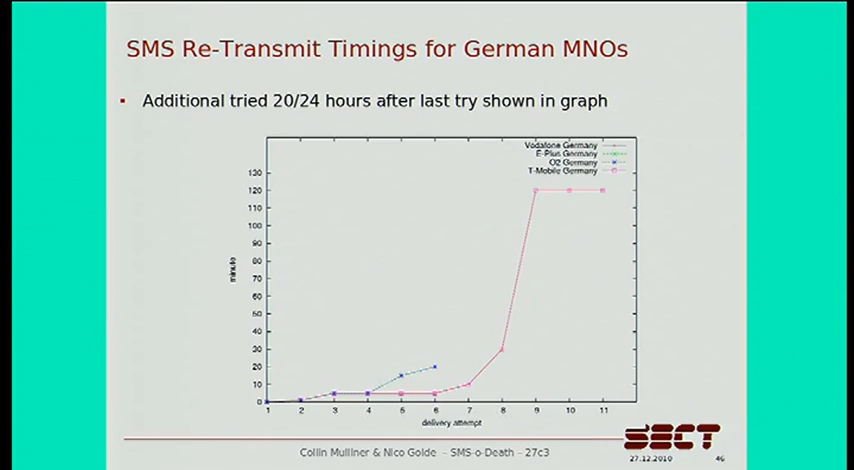 SMS Re-Transmit Timings for German MNOs
Additional tried 20/24 hours after last try shown in graph
Vodafone Germany
E-Plus Germany
O2 Germany
T-Mobile Germany
130
120
110
100
90
80
70
60
50
40
30
20
10
0
minute
1 2 3 4 5 6 7 8 9 10 11
delivery attempt
SECT
Collin Mulliner & Nico Golde - SMS-o-Death - 27c3
27.12.2010 46